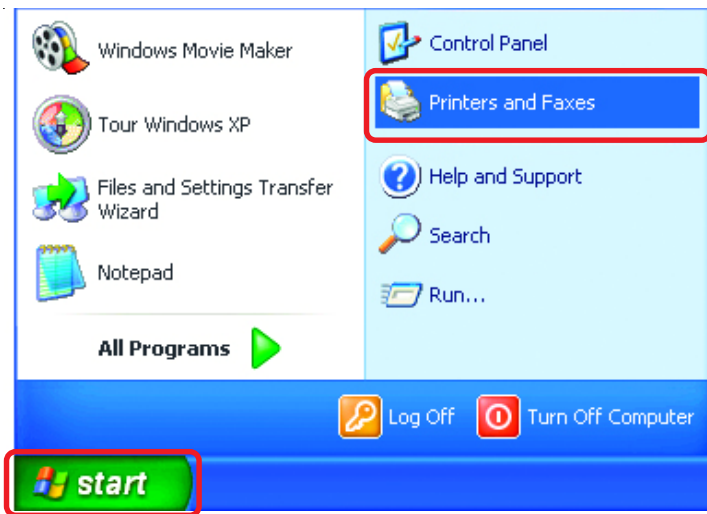 Windows Movie Maker
Tour Windows XP
Files and Settings Transfer
Wizard
Notepad
All Programs
Control Panel
Printers and Faxes
Help and Support
Search
Run...
Log Off
Turn Off Computer
start